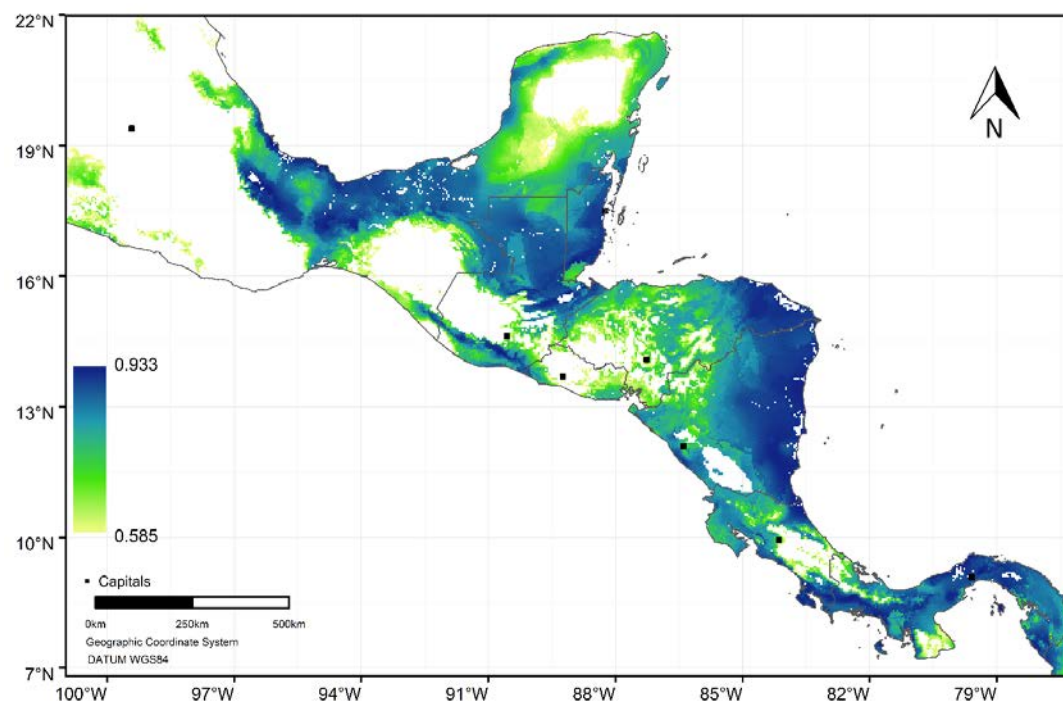 22°N
19°N
16°N
13°N
10°N
7°N
N
0.933
0.585
Capitals
0km 250km 500km
Geographic Coordinate System
DATUM WGS84
100°W 97°W 94°W 91°W 88°W 85°W 82°W 79°W